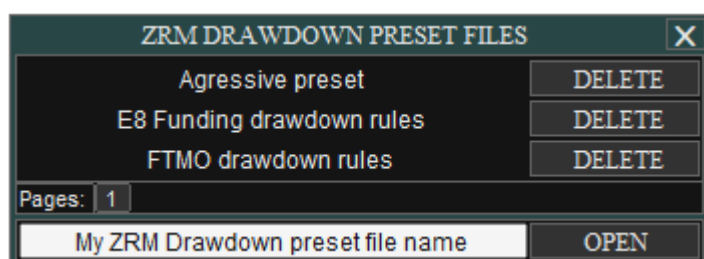 ZRM DRAWDOWN PRESET FILES X
Agressive preset DELETE
E8 Funding drawdown rules DELETE
FTMO drawdown rules DELETE
Pages: 1
My ZRM Drawdown preset file name OPEN